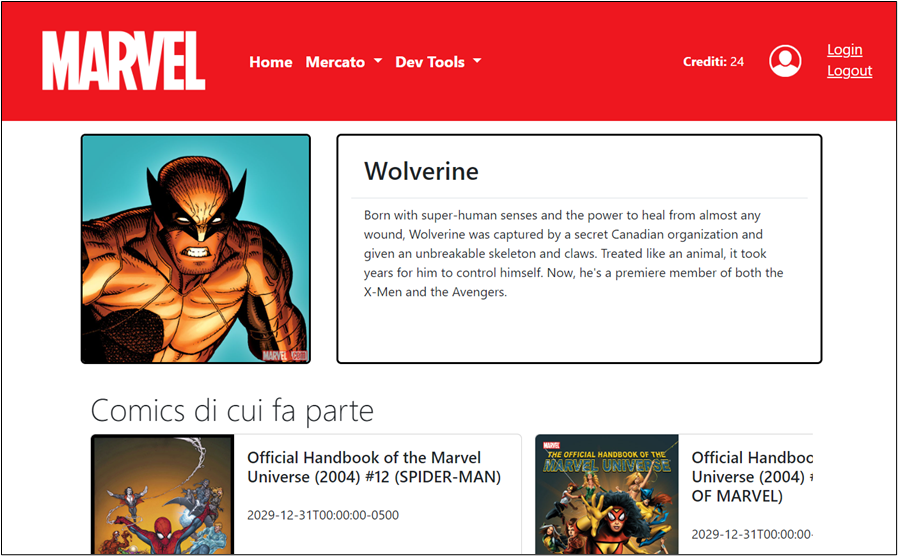 MARVEL
Home Mercato Dev Tools
Crediti: 24
Login
Logout
Wolverine
Born with super-human senses and the power to heal from almost any
wound, Wolverine was captured by a secret Canadian organization and
given an unbreakable skeleton and claws. Treated like an animal, it took
years for him to control himself. Now, he's a premiere member of both the
X-Men and the Avengers.
MARVEL
Comics di cui fa parte
Official Handbook of the Marvel
Universe (2004) #12 (SPIDER-MAN)
2029-12-31T00:00:00-0500
MARVEL
THE OFFICIAL HANDBOOK OF THE
MARVEL UNIVERSE
Official Handboo
Universe (2004) #
OF MARVEL)
2029-12-31T00:00:00-